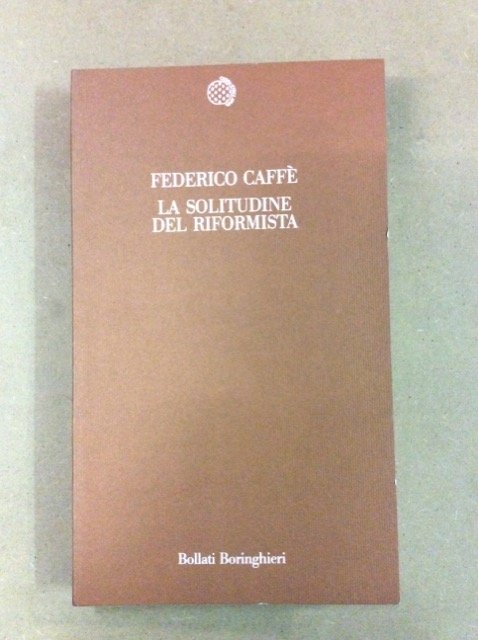 FEDERICO CAFFÈ
LA SOLITUDINE
DEL RIFORMISTA
Bollati Boringhieri